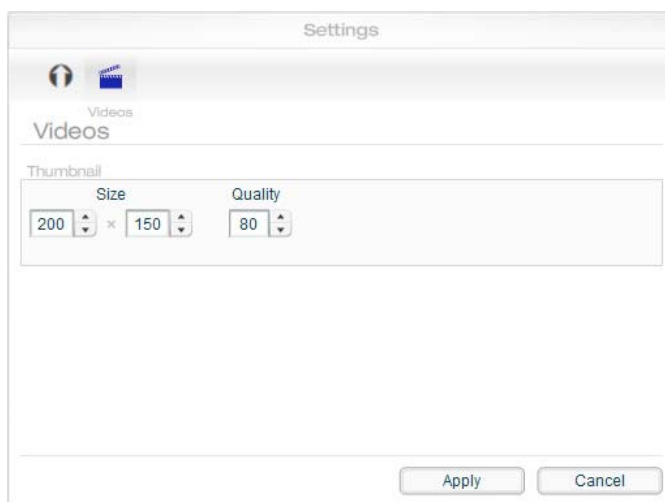 Settings
Videos
Videos
Thumbnail
Size Quality
200 × 150 80
Apply Cancel